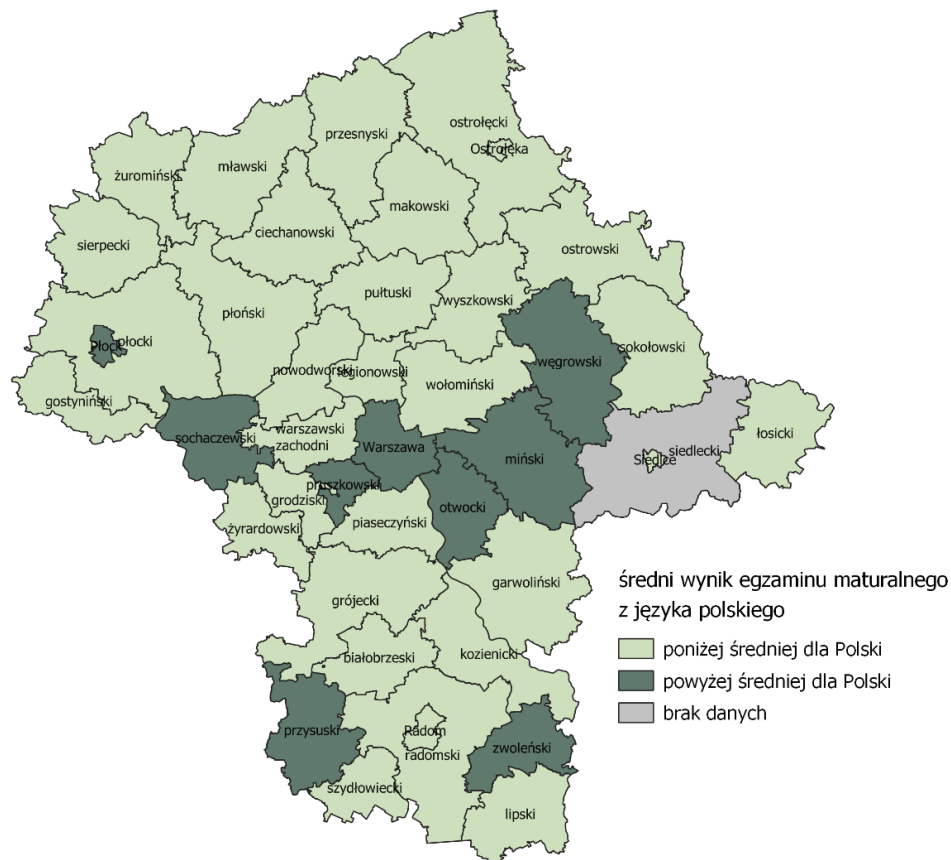 ostrołęcki
przesnyski
Ostrołęka
mławski
żuromiński
makowski
ciechanowski
sierpecki
ostrowski
pułtuski
wyszkowski
płoński
Płock
płocki
sokołowski
węgrowski
nowodworski
legionowski
wołomiński
gostyniński
warszawski
zachodni
sochaczewski
Warszawa
łosicki
siedlecki
Siedlce
miński
pruszkowski
grodziski
otwocki
piaseczyński
żyrardowski
garwoliński
grójecki
kozienicki
białobrzeski
przysuski
Radom
radomski
zwoleński
szydłowiecki
lipski
średni wynik egzaminu maturalnego
z języka polskiego
poniżej średniej dla Polski
powyżej średniej dla Polski
brak danych